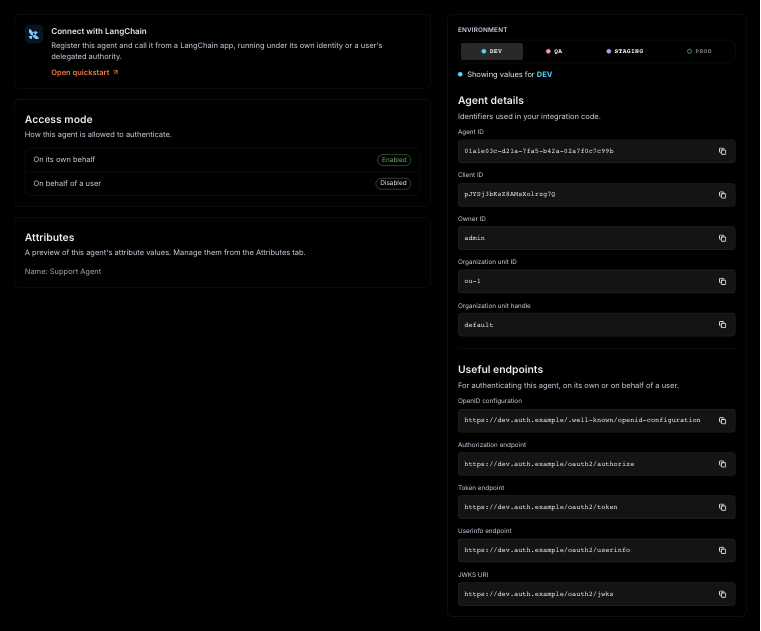 Connect with LangChain
Register this agent and call it from a LangChain app, running under its own identity or a user's
delegated authority.
Open quickstart ↗
Access mode
How this agent is allowed to authenticate.
On its own behalf
Enabled
On behalf of a user
Disabled
Attributes
A preview of this agent's attribute values. Manage them from the Attributes tab.
Name: Support Agent
ENVIRONMENT
DEV
QA
STAGING
PROD
Showing values for DEV
Agent details
Identifiers used in your integration code.
Agent ID
01a1e03c-d21a-7fa5-b42a-02a7f0c7c99b
Client ID
pJYSj3bKsZ8AMsXolrzg7Q
Owner ID
admin
Organization unit ID
ou-1
Organization unit handle
default
Useful endpoints
For authenticating this agent, on its own or on behalf of a user.
OpenID configuration
https://dev.auth.example/.well-known/openid-configuration
Authorization endpoint
https://dev.auth.example/oauth2/authorize
Token endpoint
https://dev.auth.example/oauth2/token
Userinfo endpoint
https://dev.auth.example/oauth2/userinfo
JWKS URI
https://dev.auth.example/oauth2/jwks